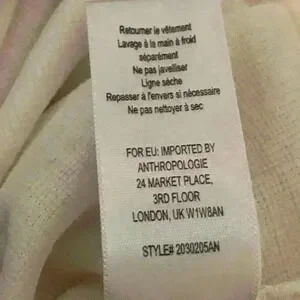 Retourner le vêtement
Lavage à la main à froid
séparément
Ne pas javelliser
Ligne sèche
Repasser à l'envers si nécessaire
Ne pas nettoyer à sec
FOR EU: IMPORTED BY
ANTHROPOLOGIE
24 MARKET PLACE,
3RD FLOOR
LONDON, UK W1W8AN
STYLE# 2030205AN